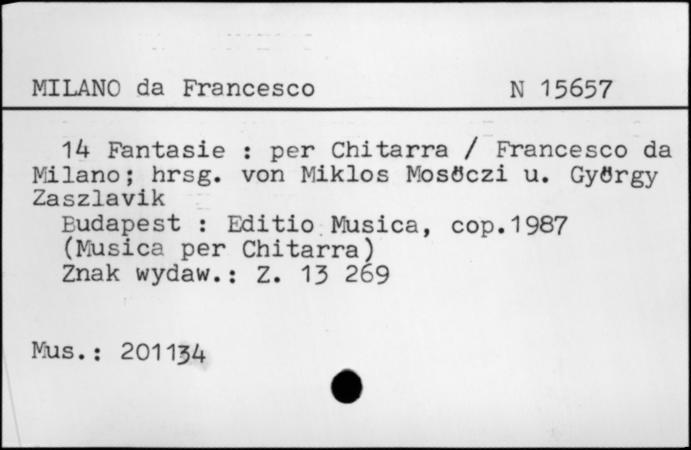 MILANO da Francesco N 15657
14 Fantasie : per Chitarra / Francesco da
Milano; hrsg. von Miklos Mosöczi u. György
Zaszlavik
Budapest : Editio Musica, cop.1987
(Musica per Chitarra)
Znak wydaw.: Z. 13 269
Mus.: 201134